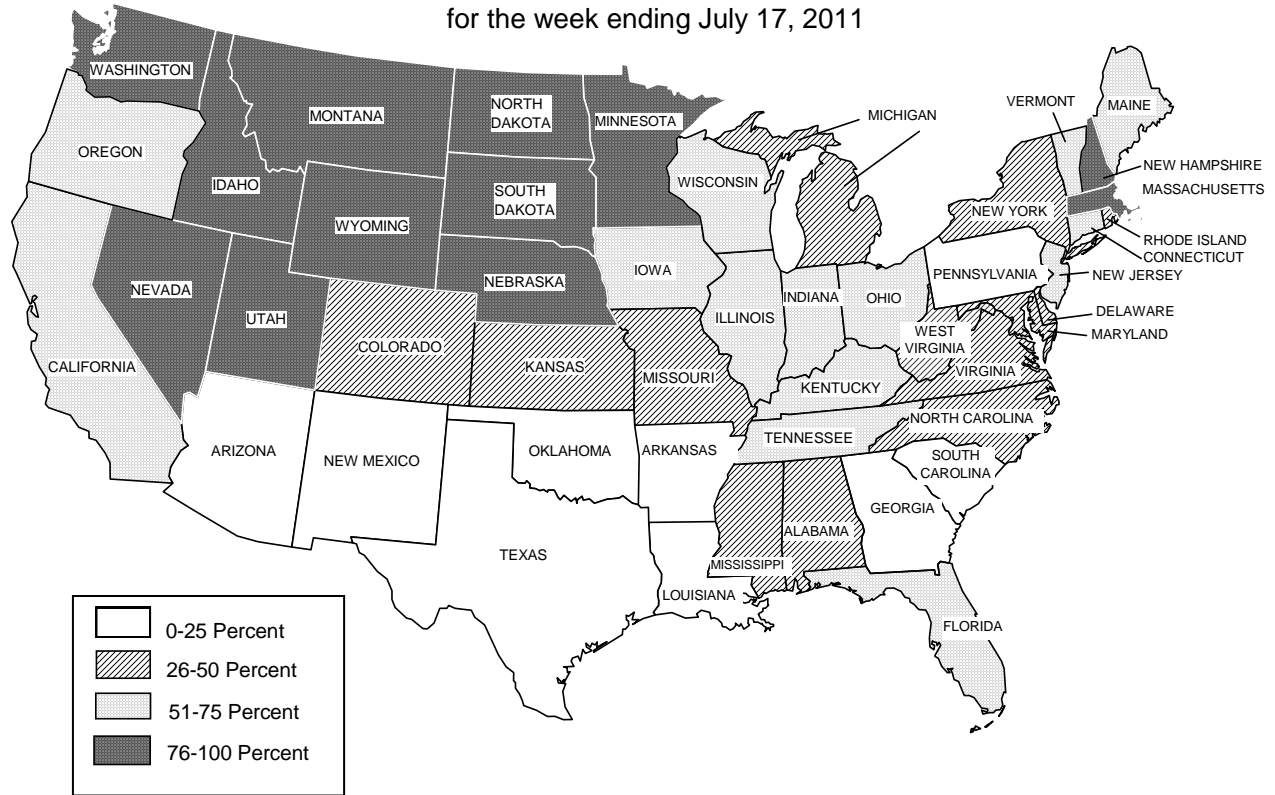 for the week ending July 17, 2011
WASHINGTON
MONTANA
NORTH
DAKOTA
MINNESOTA
MICHIGAN
VERMONT
MAINE
OREGON
IDAHO
WYOMING
SOUTH
DAKOTA
WISCONSIN
NEW HAMPSHIRE
MASSACHUSETTS
NEW YORK
RHODE ISLAND
CONNECTICUT
NEVADA
UTAH
NEBRASKA
IOWA
PENNSYLVANIA
NEW JERSEY
CALIFORNIA
COLORADO
KANSAS
MISSOURI
ILLINOIS
INDIANA
OHIO
WEST
VIRGINIA
DELAWARE
MARYLAND
VIRGINIA
KENTUCKY
NORTH CAROLINA
TENNESSEE
SOUTH
CAROLINA
ARIZONA
NEW MEXICO
OKLAHOMA
ARKANSAS
GEORGIA
ALABAMA
MISSISSIPPI
TEXAS
LOUISIANA
FLORIDA
0-25 Percent
26-50 Percent
51-75 Percent
76-100 Percent